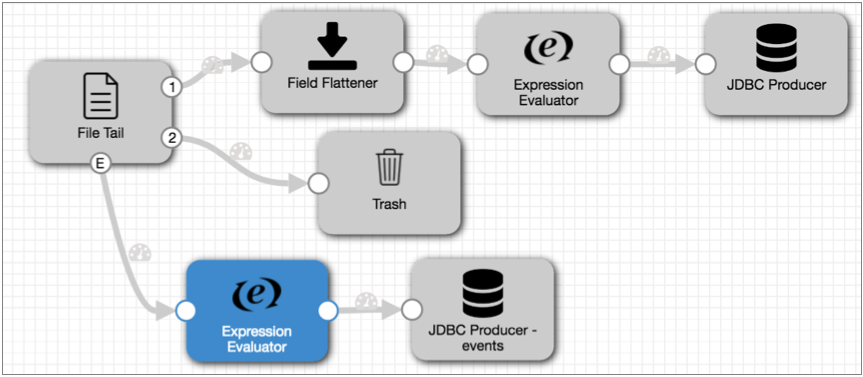 File Tail
1
2
E
Field Flattener
Expression
Evaluator
JDBC Producer
Trash
Expression
Evaluator
JDBC Producer -
events